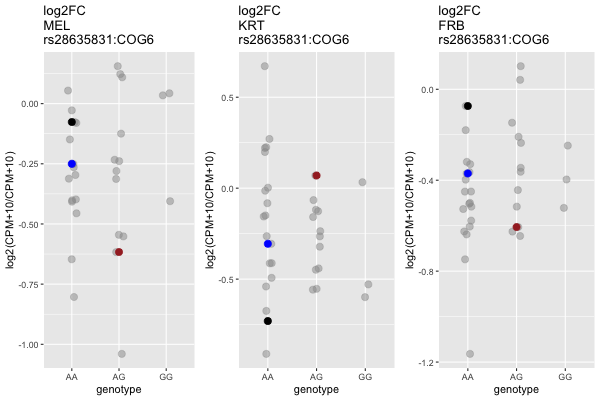 log2FC
MEL
rs28635831:COG6
log2(CPM+10/CPM+10)
0.00
-0.25
-0.50
-0.75
-1.00
AA
AG
GG
genotype
log2FC
KRT
rs28635831:COG6
log2(CPM+10/CPM+10)
0.5
0.0
-0.5
AA
AG
GG
genotype
log2FC
FRB
rs28635831:COG6
log2(CPM+10/CPM+10)
0.0
-0.4
-0.8
-1.2
AA
AG
GG
genotype